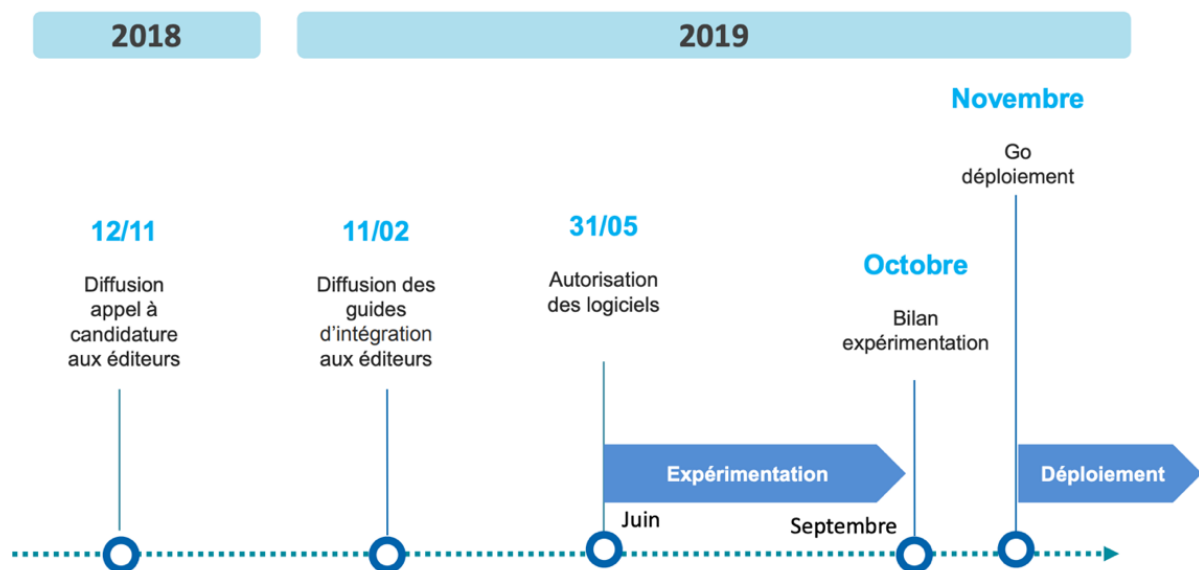 2018
2019
12/11
Diffusion
appel à
candidature
aux éditeurs
11/02
Diffusion des
guides
d'intégration
aux éditeurs
31/05
Autorisation
des logiciels
Octobre
Bilan
expérimentation
Novembre
Go
déploiement
Expérimentation
Déploiement
Juin
Septembre